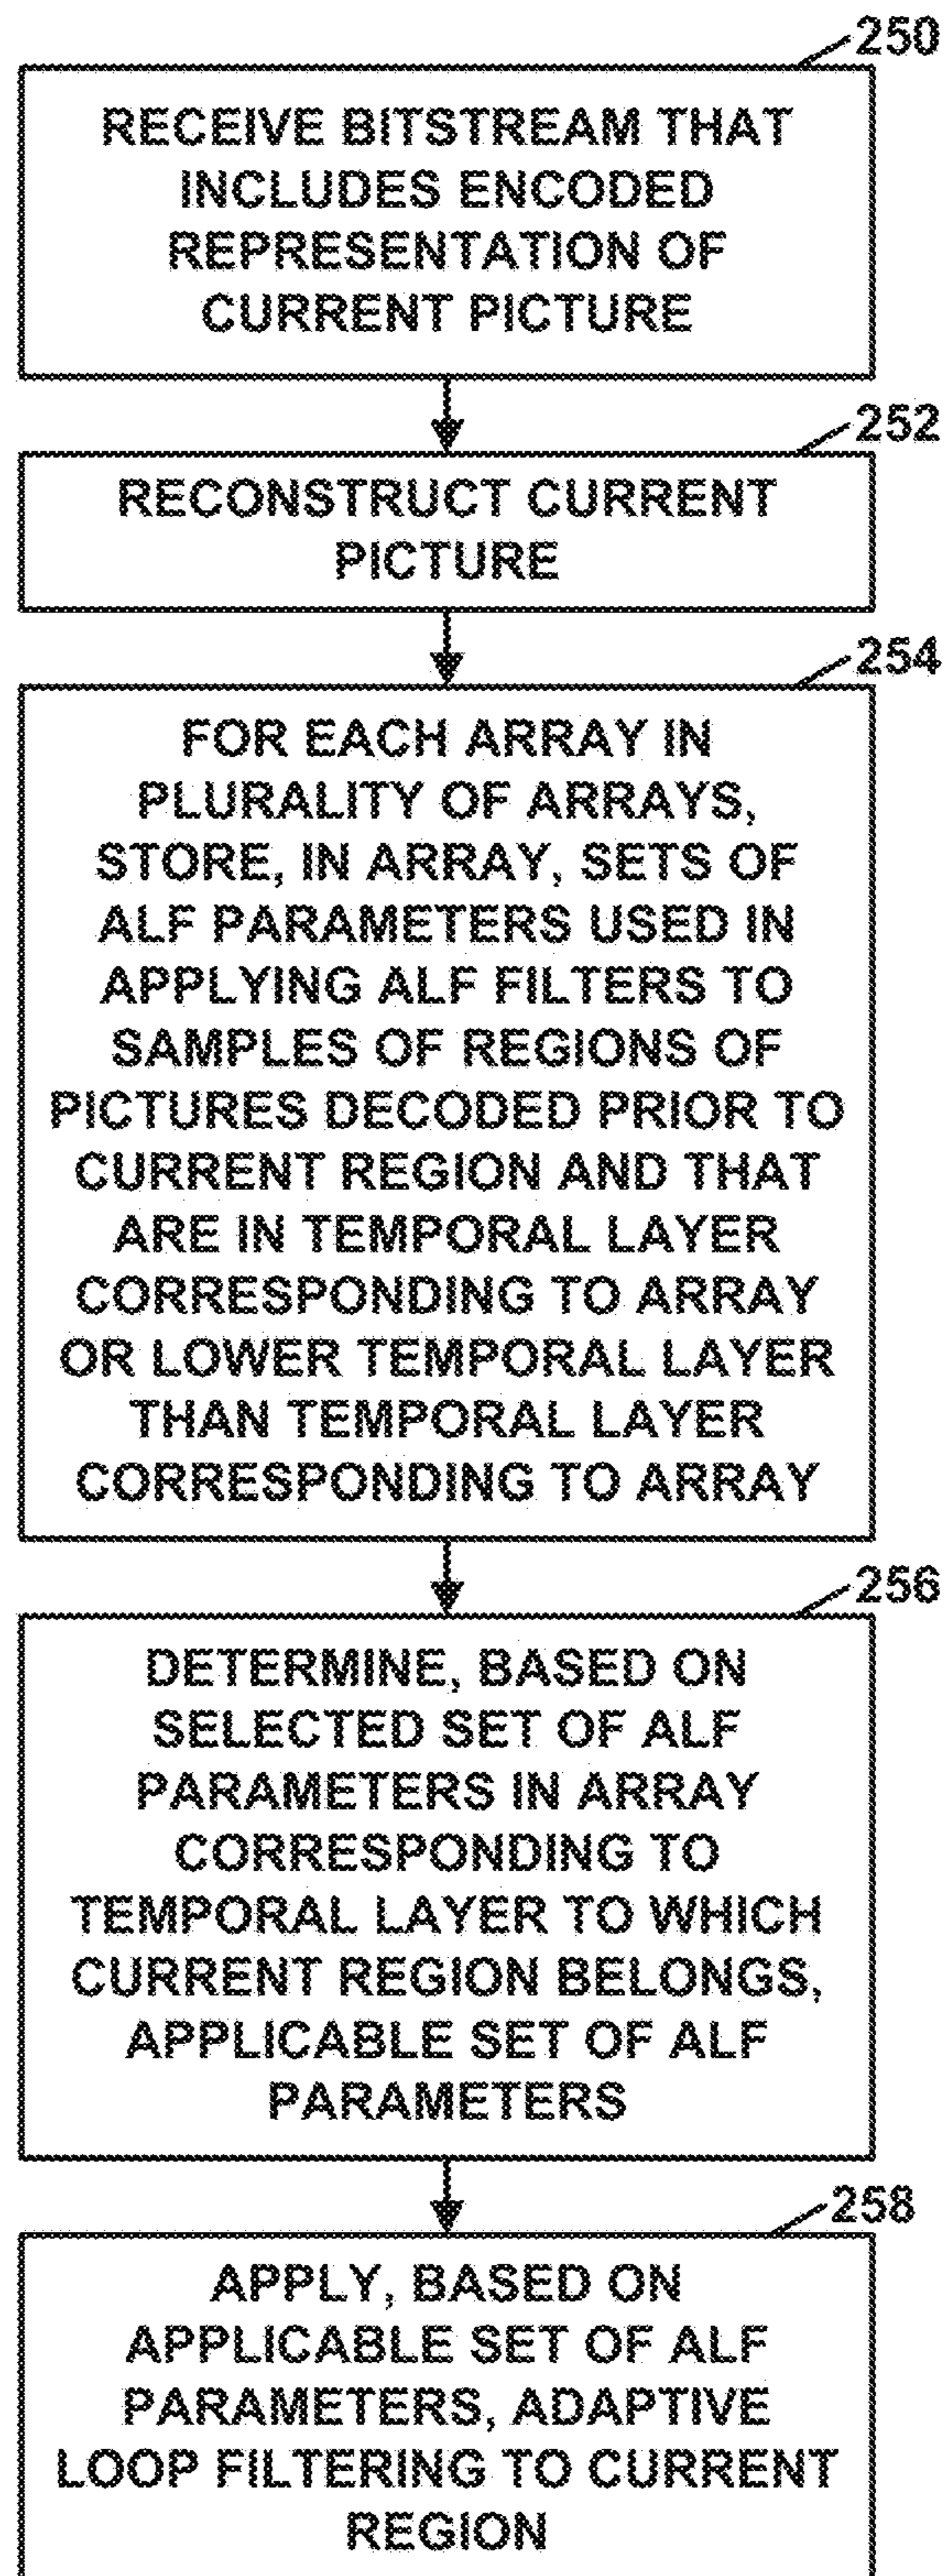 250
RECEIVE BITSTREAM THAT
INCLUDES ENCODED
REPRESENTATION OF
CURRENT PICTURE
252
RECONSTRUCT CURRENT
PICTURE
254
FOR EACH ARRAY IN
PLURALITY OF ARRAYS,
STORE, IN ARRAY, SETS OF
ALF PARAMETERS USED IN
APPLYING ALF FILTERS TO
SAMPLES OF REGIONS OF
PICTURES DECODED PRIOR TO
CURRENT REGION AND THAT
ARE IN TEMPORAL LAYER
CORRESPONDING TO ARRAY
OR LOWER TEMPORAL LAYER
THAN TEMPORAL LAYER
CORRESPONDING TO ARRAY
256
DETERMINE, BASED ON
SELECTED SET OF ALF
PARAMETERS IN ARRAY
CORRESPONDING TO
TEMPORAL LAYER TO WHICH
CURRENT REGION BELONGS,
APPLICABLE SET OF ALF
PARAMETERS
258
APPLY, BASED ON
APPLICABLE SET OF ALF
PARAMETERS, ADAPTIVE
LOOP FILTERING TO CURRENT
REGION